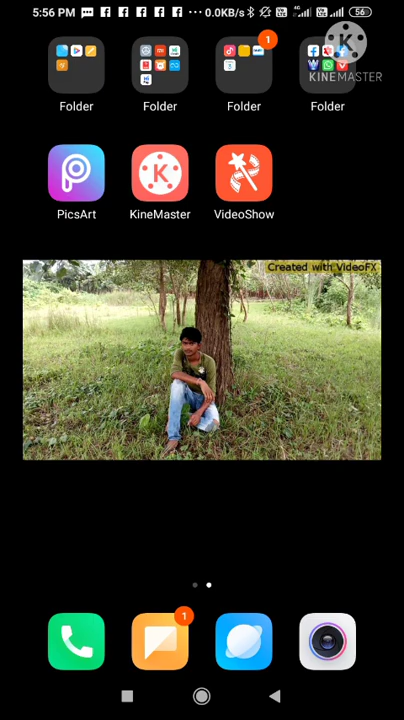 5:56 PM ... 0.0KB/s 56
1
K
KINEMASTER
Folder Folder Folder Folder
PicsArt KineMaster VideoShow
Created with VideoFX
1